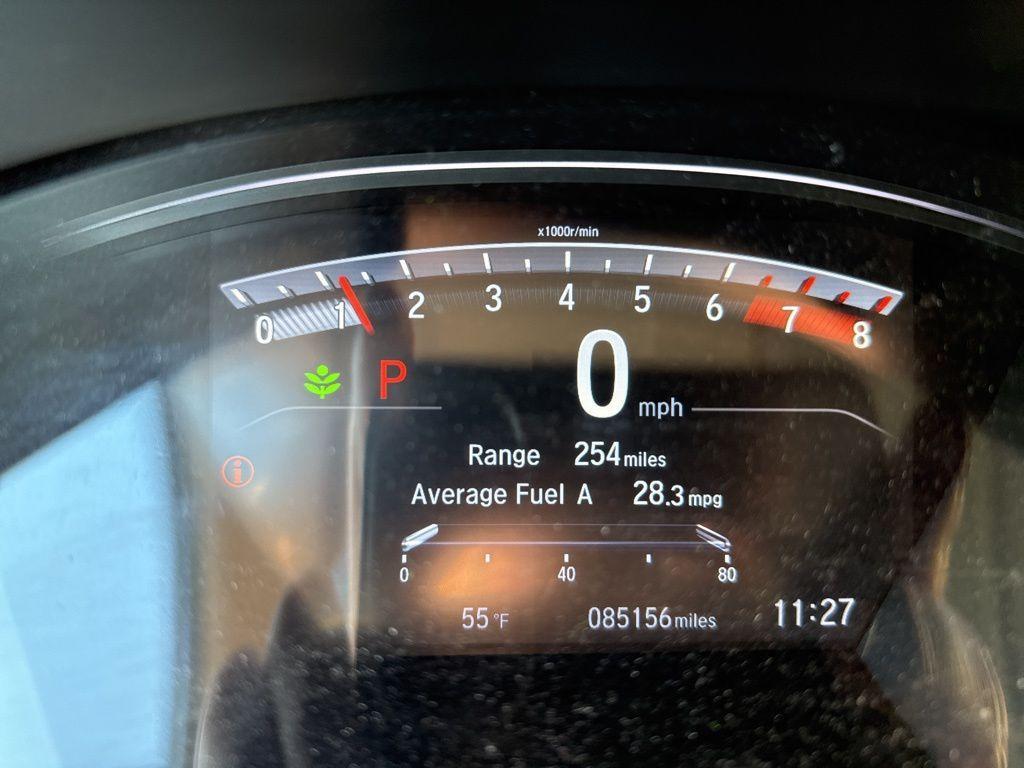 x1000r/min
0 1 2 3 4 5 6 7 8
P 0 mph
Range 254 miles
i
Average Fuel A 28.3 mpg
0 40 80
55 °F 085156 miles 11:27